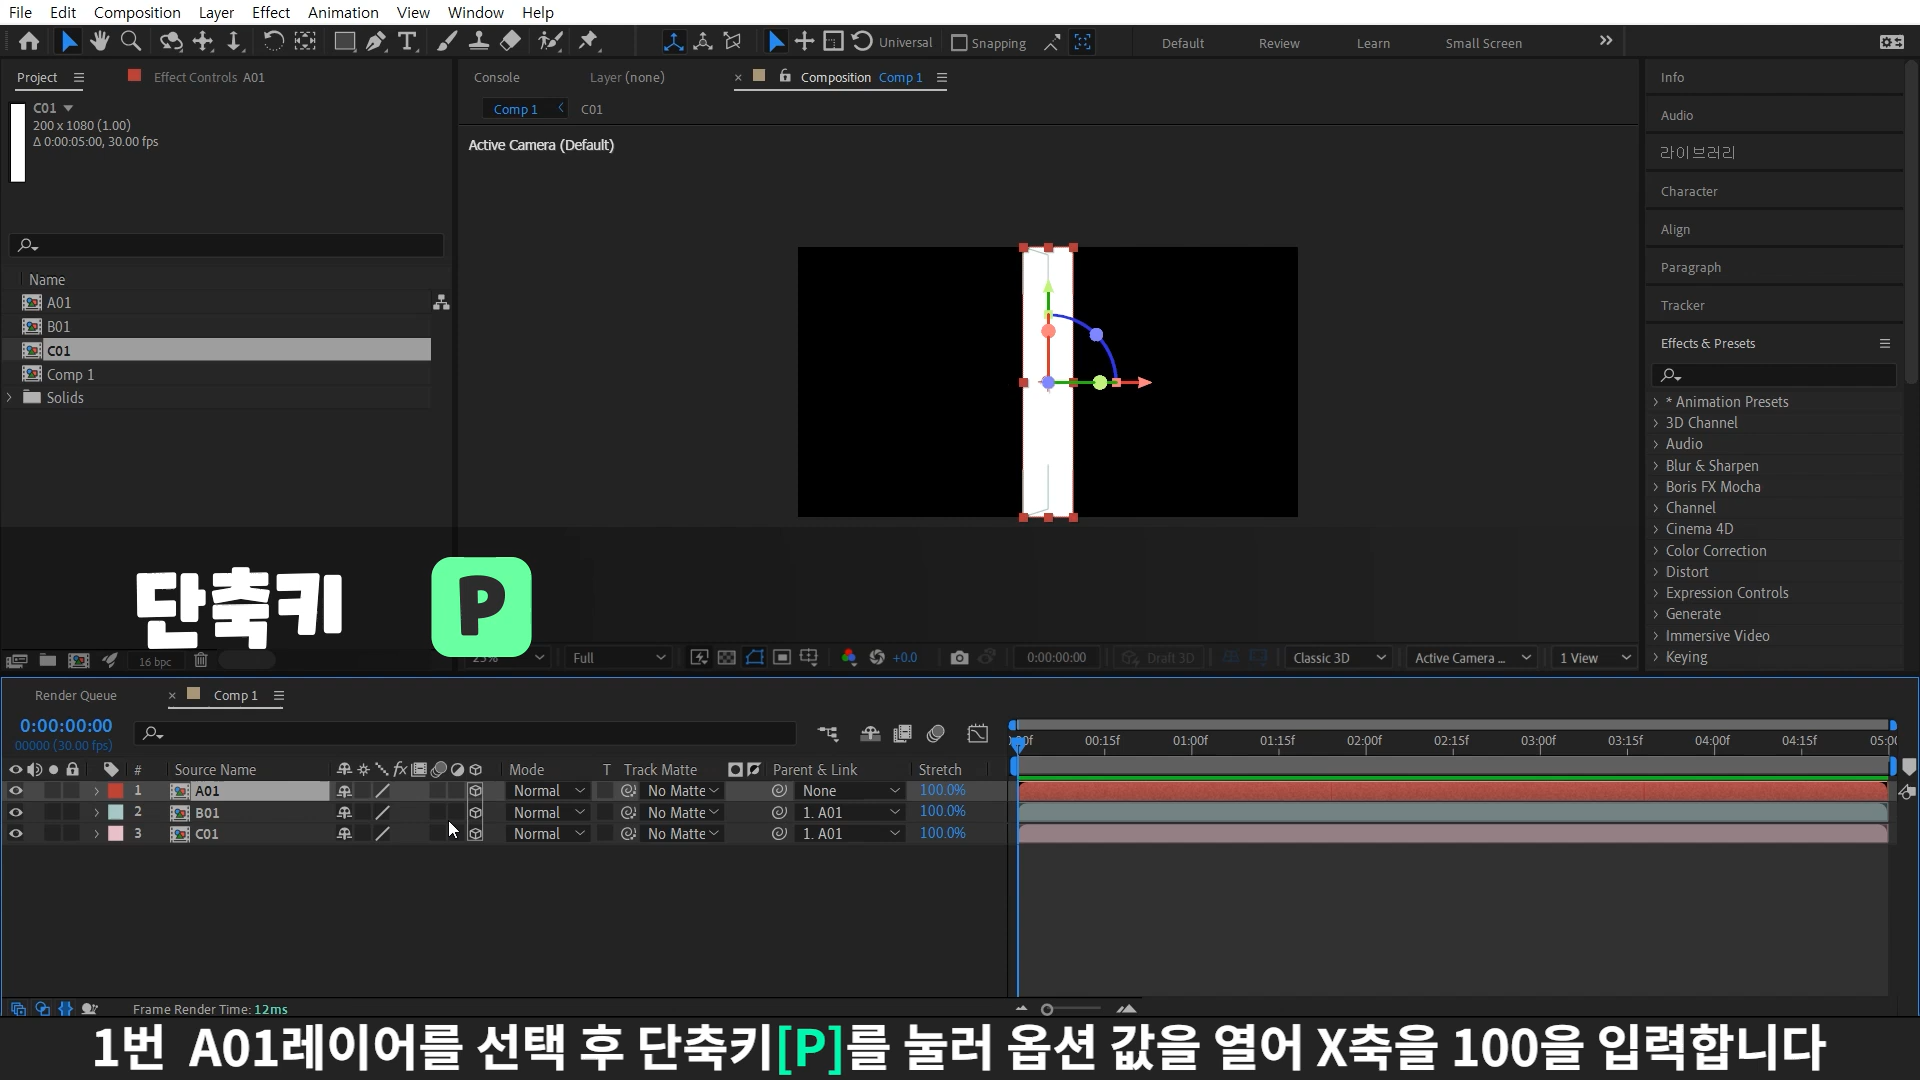 File Edit Composition Layer Effect Animation View Window Help
Universal Snapping Default Review Learn Small Screen
Project Effect Controls A01 Console Layer (none) Composition Comp 1 Info
C01
200 x 1080 (1.00)
Δ 0:00:05:00, 30.00 fps
Comp 1 C01
Active Camera (Default)
Audio
라이브러리
Character
Align
Paragraph
Tracker
Effects & Presets
Name
A01
B01
C01
Comp 1
Solids
* Animation Presets
3D Channel
Audio
Blur & Sharpen
Boris FX Mocha
Channel
Cinema 4D
Color Correction
Distort
Expression Controls
Generate
Immersive Video
Keying
단축키 P
16 bpc 25% Full +0.0 0:00:00:00 Draft 3D Classic 3D Active Camera ... 1 View
Render Queue Comp 1
0:00:00:00
00000 (30.00 fps)
00:15f 01:00f 01:15f 02:00f 02:15f 03:00f 03:15f 04:00f 04:15f
# Source Name Mode T Track Matte Parent & Link Stretch
1 A01 Normal No Matte None 100.0%
2 B01 Normal No Matte 1. A01 100.0%
3 C01 Normal No Matte 1. A01 100.0%
Frame Render Time: 12ms
1번 A01레이어를 선택 후 단축키[P]를 눌러 옵션 값을 열어 X축을 100을 입력합니다